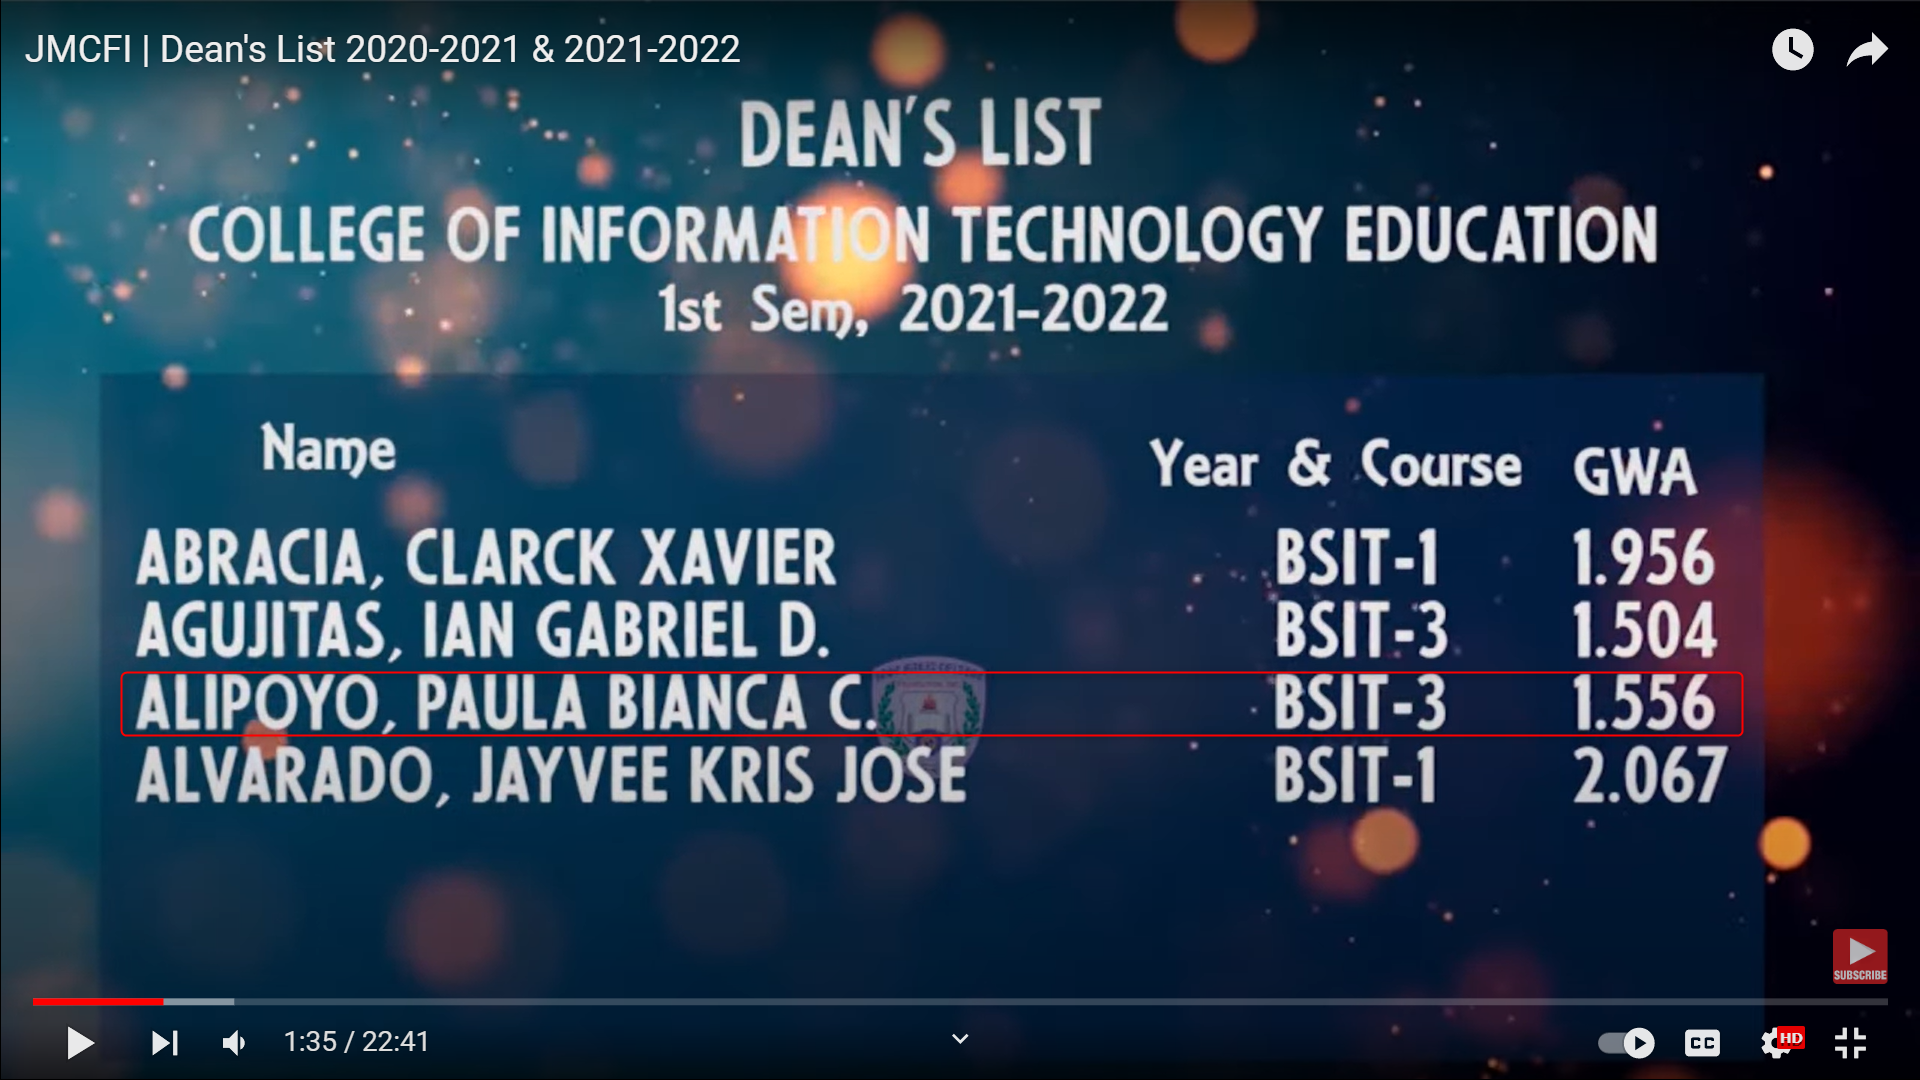 JMCFI | Dean's List 2020-2021 & 2021-2022
DEAN'S LIST
COLLEGE OF INFORMATION TECHNOLOGY EDUCATION
1st Sem, 2021-2022
Name Year & Course GWA
ABRACIA, CLARCK XAVIER BSIT-1 1.956
AGUJITAS, IAN GABRIEL D. BSIT-3 1.504
ALIPOYO, PAULA BIANCA C. BSIT-3 1.556
ALVARADO, JAYVEE KRIS JOSE BSIT-1 2.067
SUBSCRIBE
1:35 / 22:41 CC HD